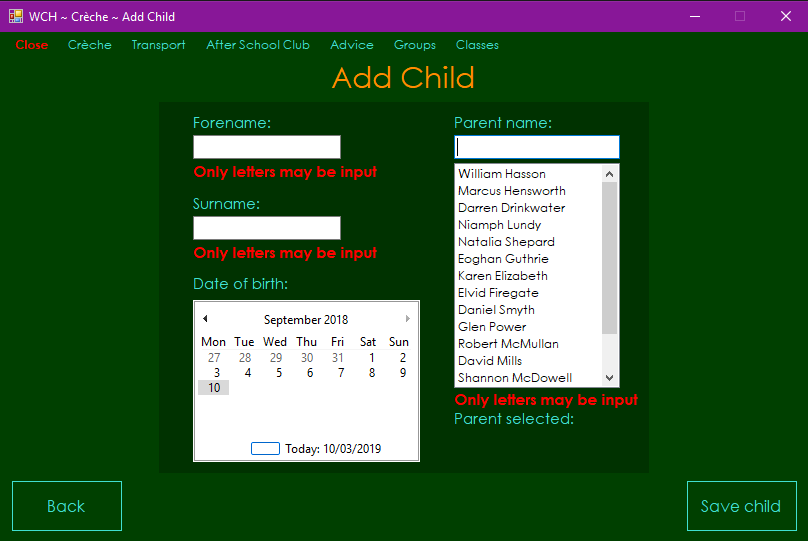 WCH ~ Crèche ~ Add Child
Close Crèche Transport After School Club Advice Groups Classes
Add Child
Forename:
Only letters may be input
Surname:
Only letters may be input
Date of birth:
September 2018
Mon Tue Wed Thu Fri Sat Sun
27 28 29 30 31 1 2
3 4 5 6 7 8 9
10
Today: 10/03/2019
Parent name:
William Hasson
Marcus Hensworth
Darren Drinkwater
Niamph Lundy
Natalia Shepard
Eoghan Guthrie
Karen Elizabeth
Elvid Firegate
Daniel Smyth
Glen Power
Robert McMullan
David Mills
Shannon McDowell
Only letters may be input
Parent selected:
Back
Save child